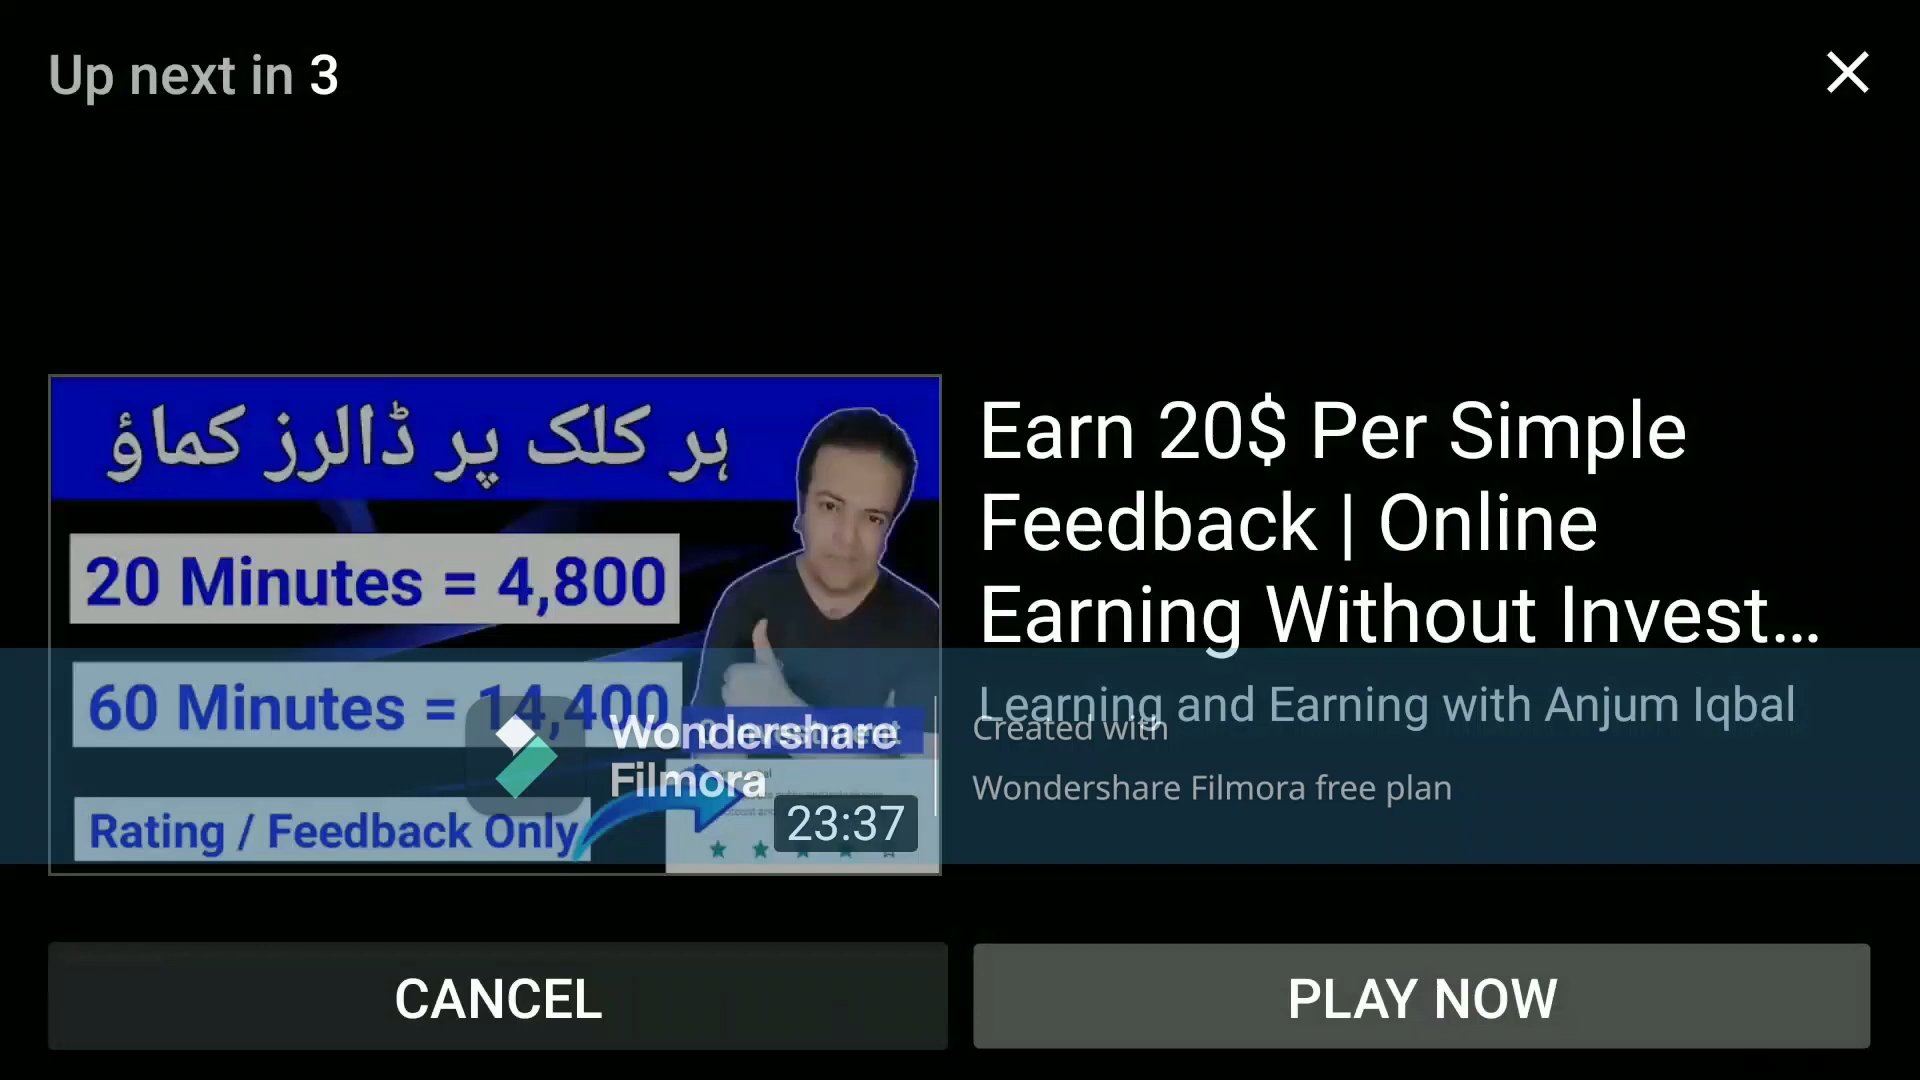 Up next in 3
ہر کلک پر ڈالرز کماؤ
20 Minutes = 4,800
60 Minutes = 14,400
Rating / Feedback Only
23:37
Earn 20$ Per Simple
Feedback | Online
Earning Without Invest...
Learning and Earning with Anjum Iqbal
Wondershare
Filmora
Created with
Wondershare Filmora free plan
CANCEL
PLAY NOW